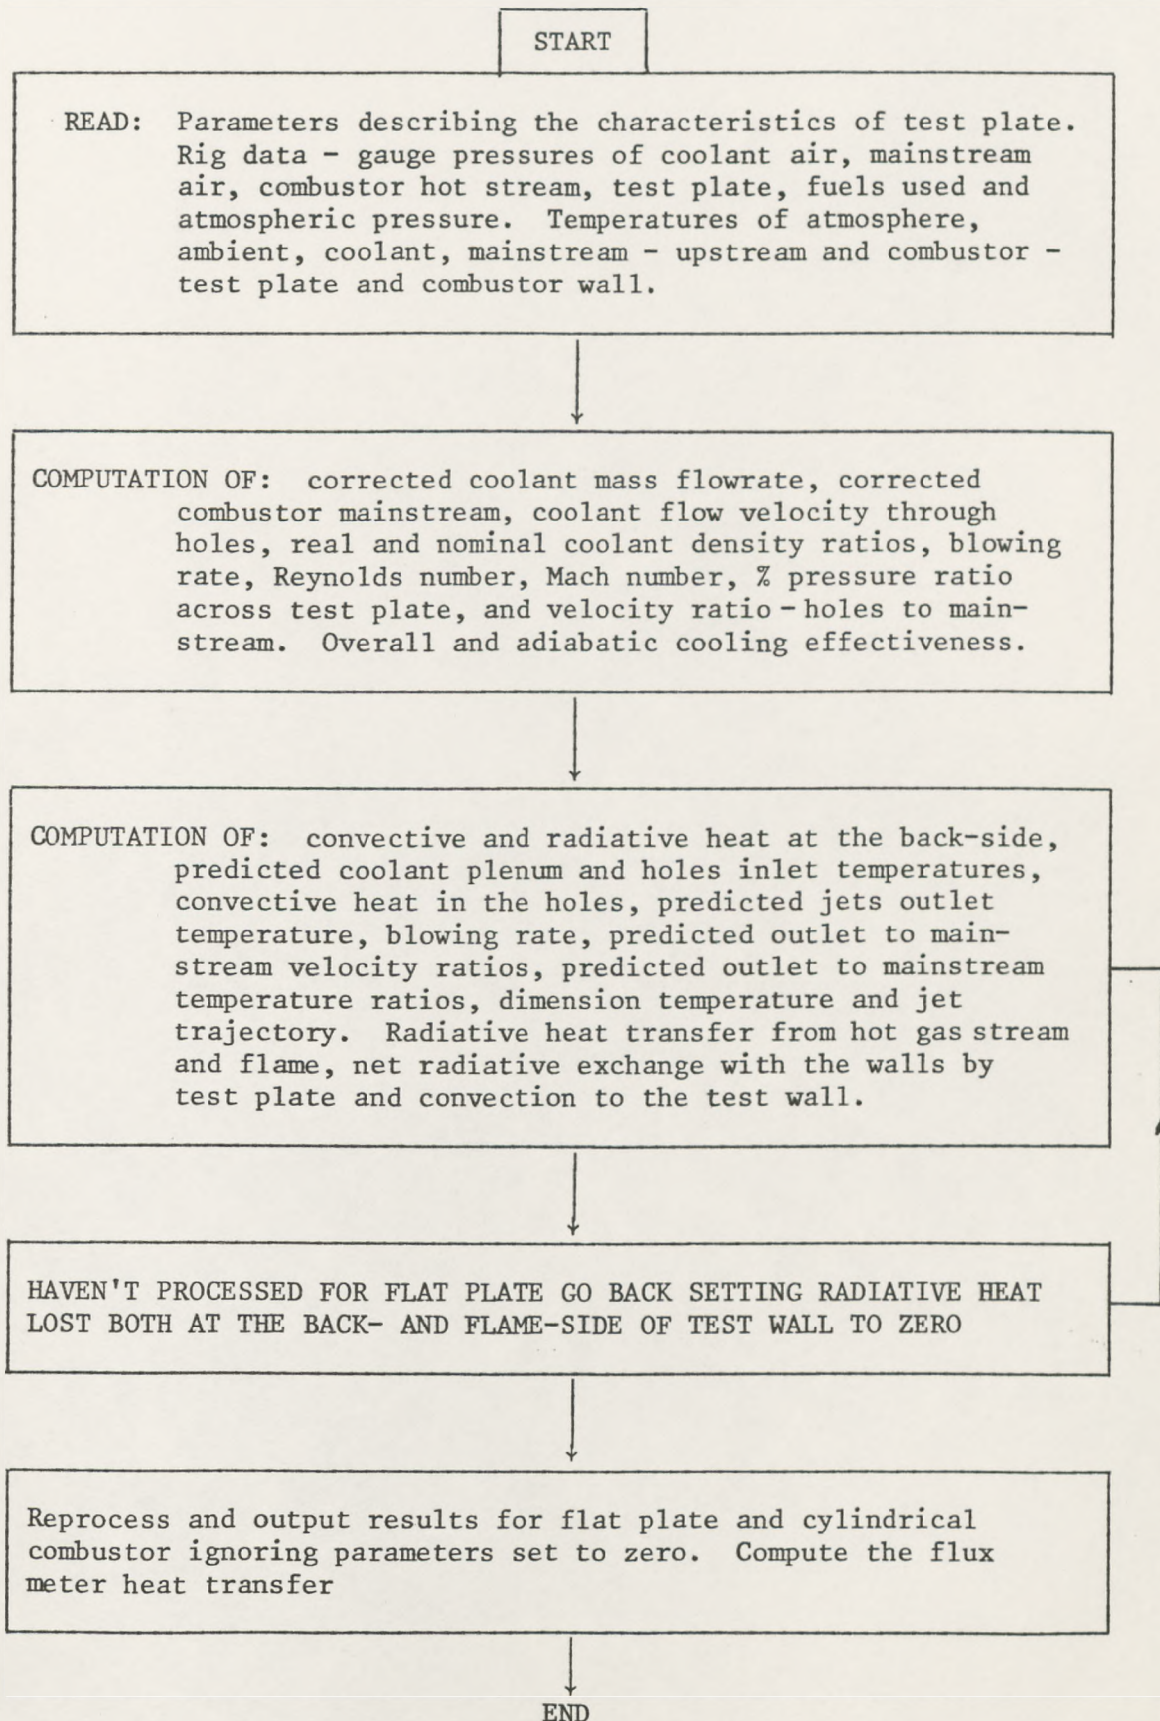 START
READ: Parameters describing the characteristics of test plate.
Rig data - gauge pressures of coolant air, mainstream
air, combustor hot stream, test plate, fuels used and
atmospheric pressure. Temperatures of atmosphere,
ambient, coolant, mainstream - upstream and combustor -
test plate and combustor wall.
COMPUTATION OF: corrected coolant mass flowrate, corrected
combustor mainstream, coolant flow velocity through
holes, real and nominal coolant density ratios, blowing
rate, Reynolds number, Mach number, % pressure ratio
across test plate, and velocity ratio - holes to main-
stream. Overall and adiabatic cooling effectiveness.
COMPUTATION OF: convective and radiative heat at the back-side,
predicted coolant plenum and holes inlet temperatures,
convective heat in the holes, predicted jets outlet
temperature, blowing rate, predicted outlet to main-
stream velocity ratios, predicted outlet to mainstream
temperature ratios, dimension temperature and jet
trajectory. Radiative heat transfer from hot gas stream
and flame, net radiative exchange with the walls by
test plate and convection to the test wall.
HAVEN'T PROCESSED FOR FLAT PLATE GO BACK SETTING RADIATIVE HEAT
LOST BOTH AT THE BACK- AND FLAME-SIDE OF TEST WALL TO ZERO
Reprocess and output results for flat plate and cylindrical
combustor ignoring parameters set to zero. Compute the flux
meter heat transfer
END